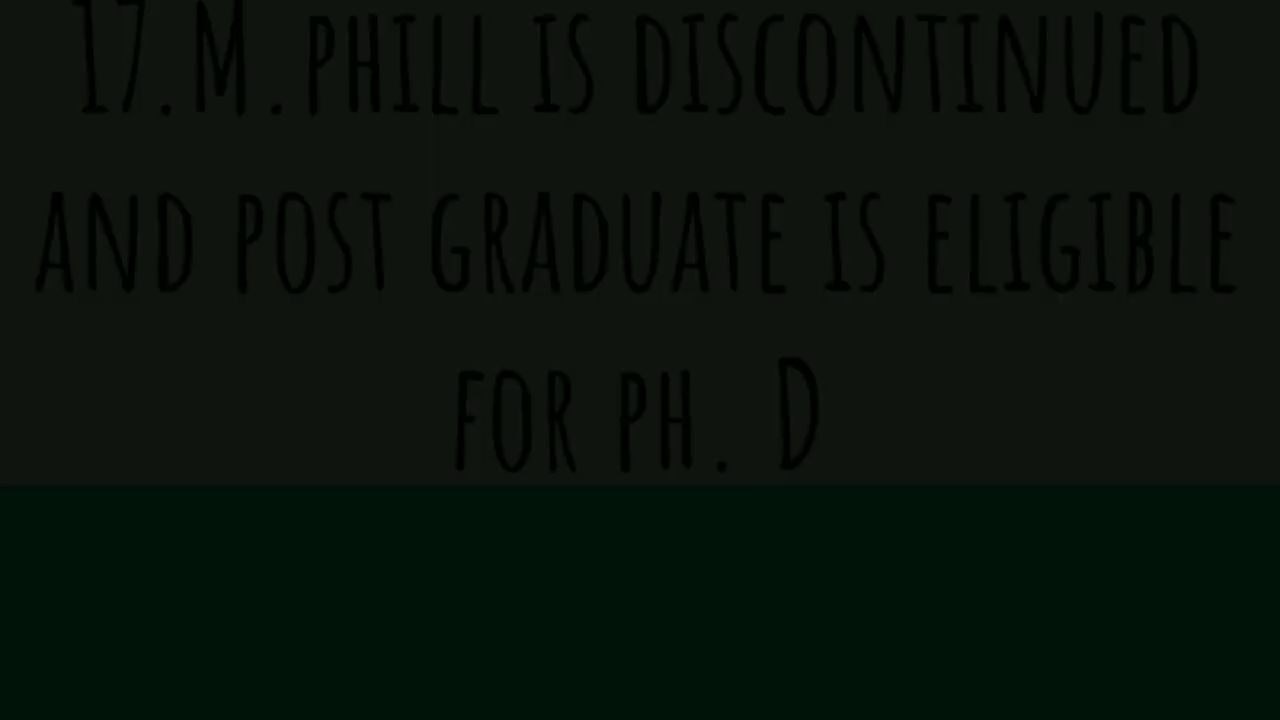 17.M.PHILL IS DISCONTINUED
AND POST GRADUATE IS ELIGIBLE
FOR PH. D